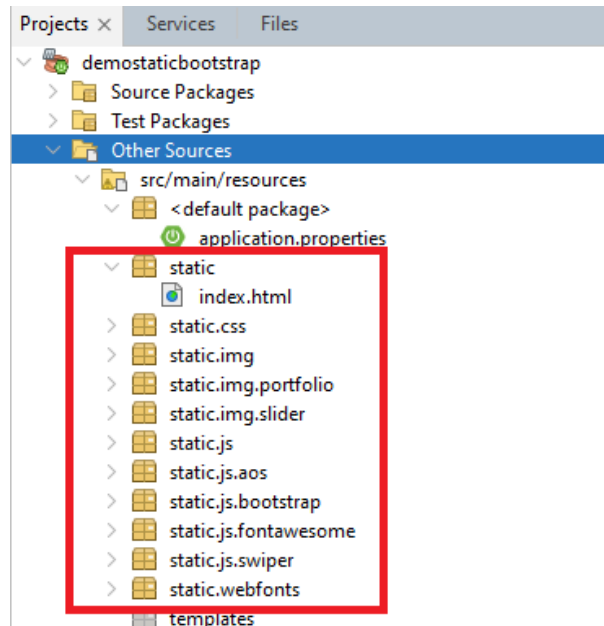 Projects × Services Files
demostaticbootstrap
Source Packages
Test Packages
Other Sources
src/main/resources
<default package>
application.properties
static
index.html
static.css
static.img
static.img.portfolio
static.img.slider
static.js
static.js.aos
static.js.bootstrap
static.js.fontawesome
static.js.swiper
static.webfonts
templates